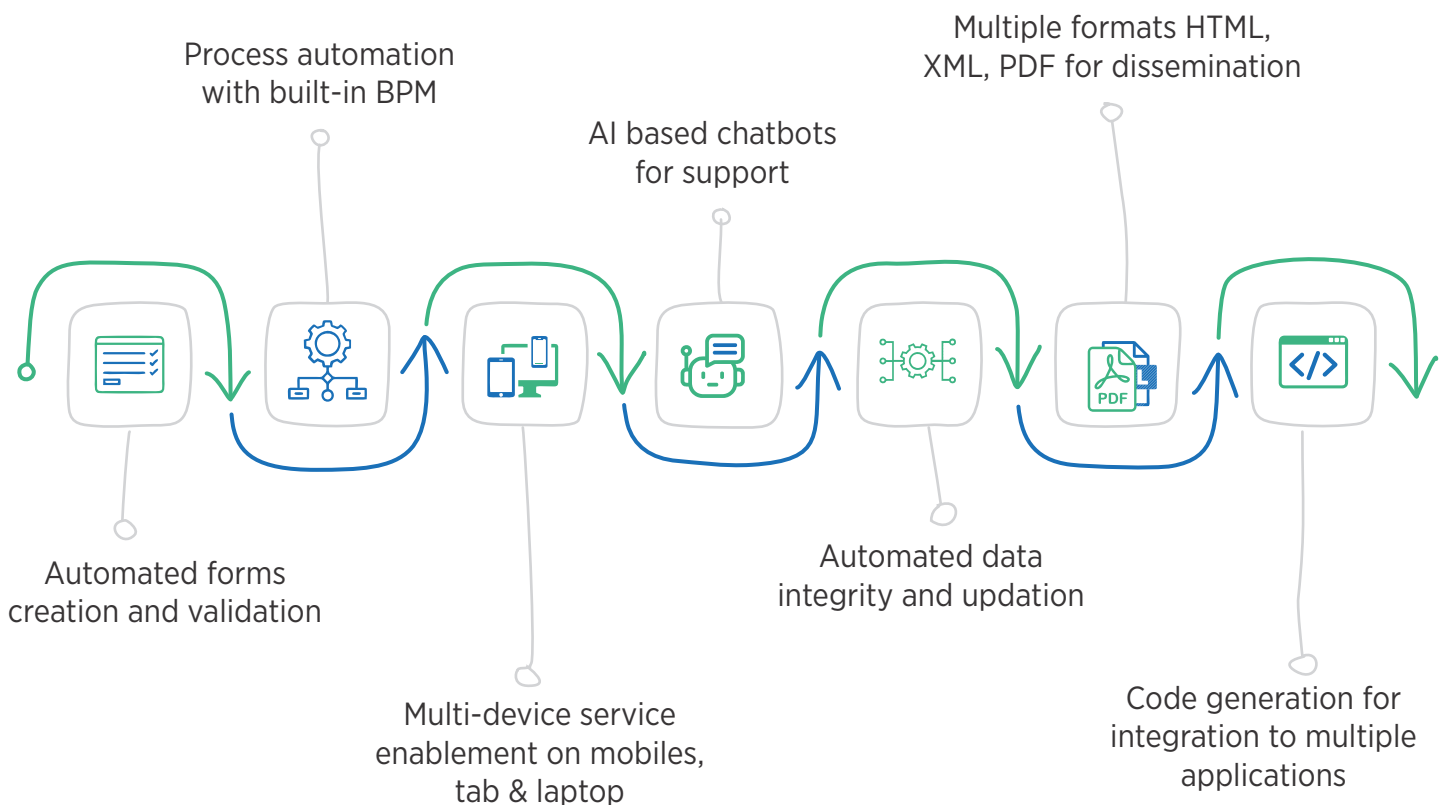 Process automation
with built-in BPM
Multiple formats HTML,
XML, PDF for dissemination
AI based chatbots
for support
PDF
Automated forms
creation and validation
Automated data
integrity and updation
Multi-device service
enablement on mobiles,
tab & laptop
Code generation for
integration to multiple
applications